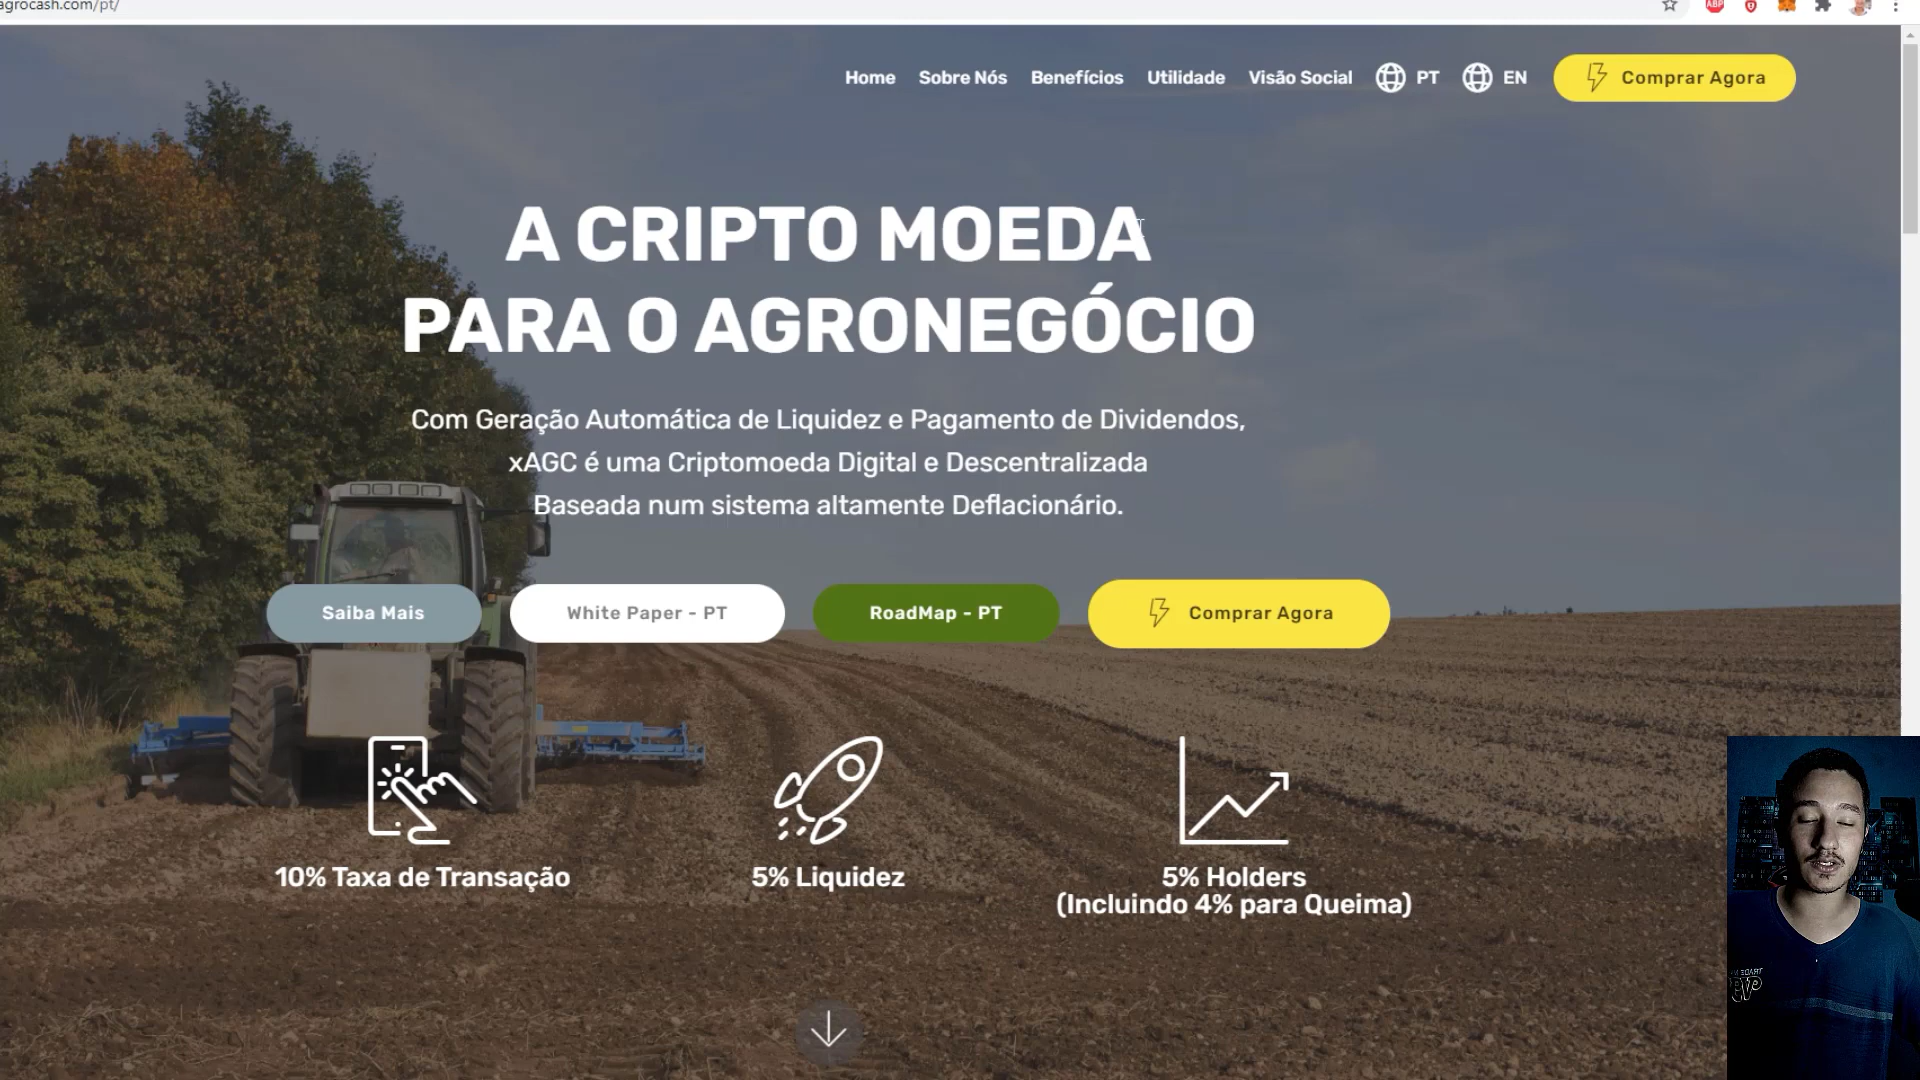 agrocash.com/pt/
ABP
Home Sobre Nós Benefícios Utilidade Visão Social PT EN Comprar Agora
A CRIPTO MOEDA
PARA O AGRONEGÓCIO
Com Geração Automática de Liquidez e Pagamento de Dividendos,
xAGC é uma Criptomoeda Digital e Descentralizada
Baseada num sistema altamente Deflacionário.
Saiba Mais White Paper - PT RoadMap - PT Comprar Agora
10% Taxa de Transação 5% Liquidez 5% Holders
(Incluindo 4% para Queima)